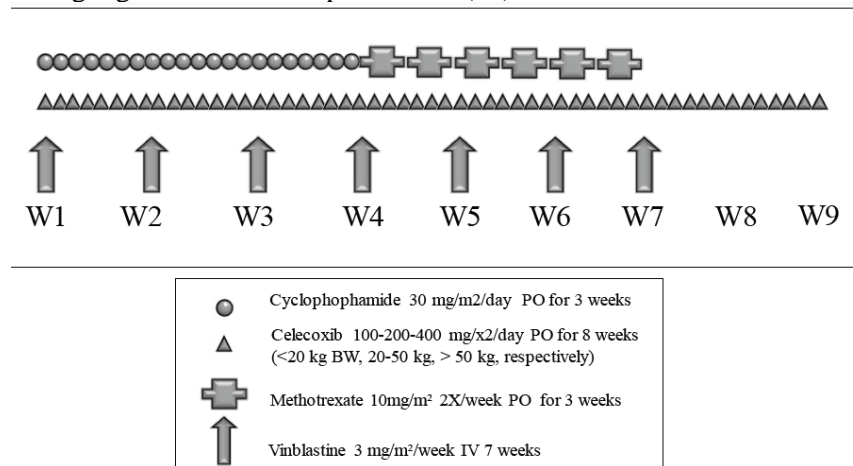 W1 W2 W3 W4 W5 W6 W7 W8 W9
Cyclophophamide 30 mg/m2/day PO for 3 weeks
Celecoxib 100-200-400 mg/x2/day PO for 8 weeks
(<20 kg BW, 20-50 kg, > 50 kg, respectively)
Methotrexate 10mg/m² 2X/week PO for 3 weeks
Vinblastine 3 mg/m²/week IV 7 weeks